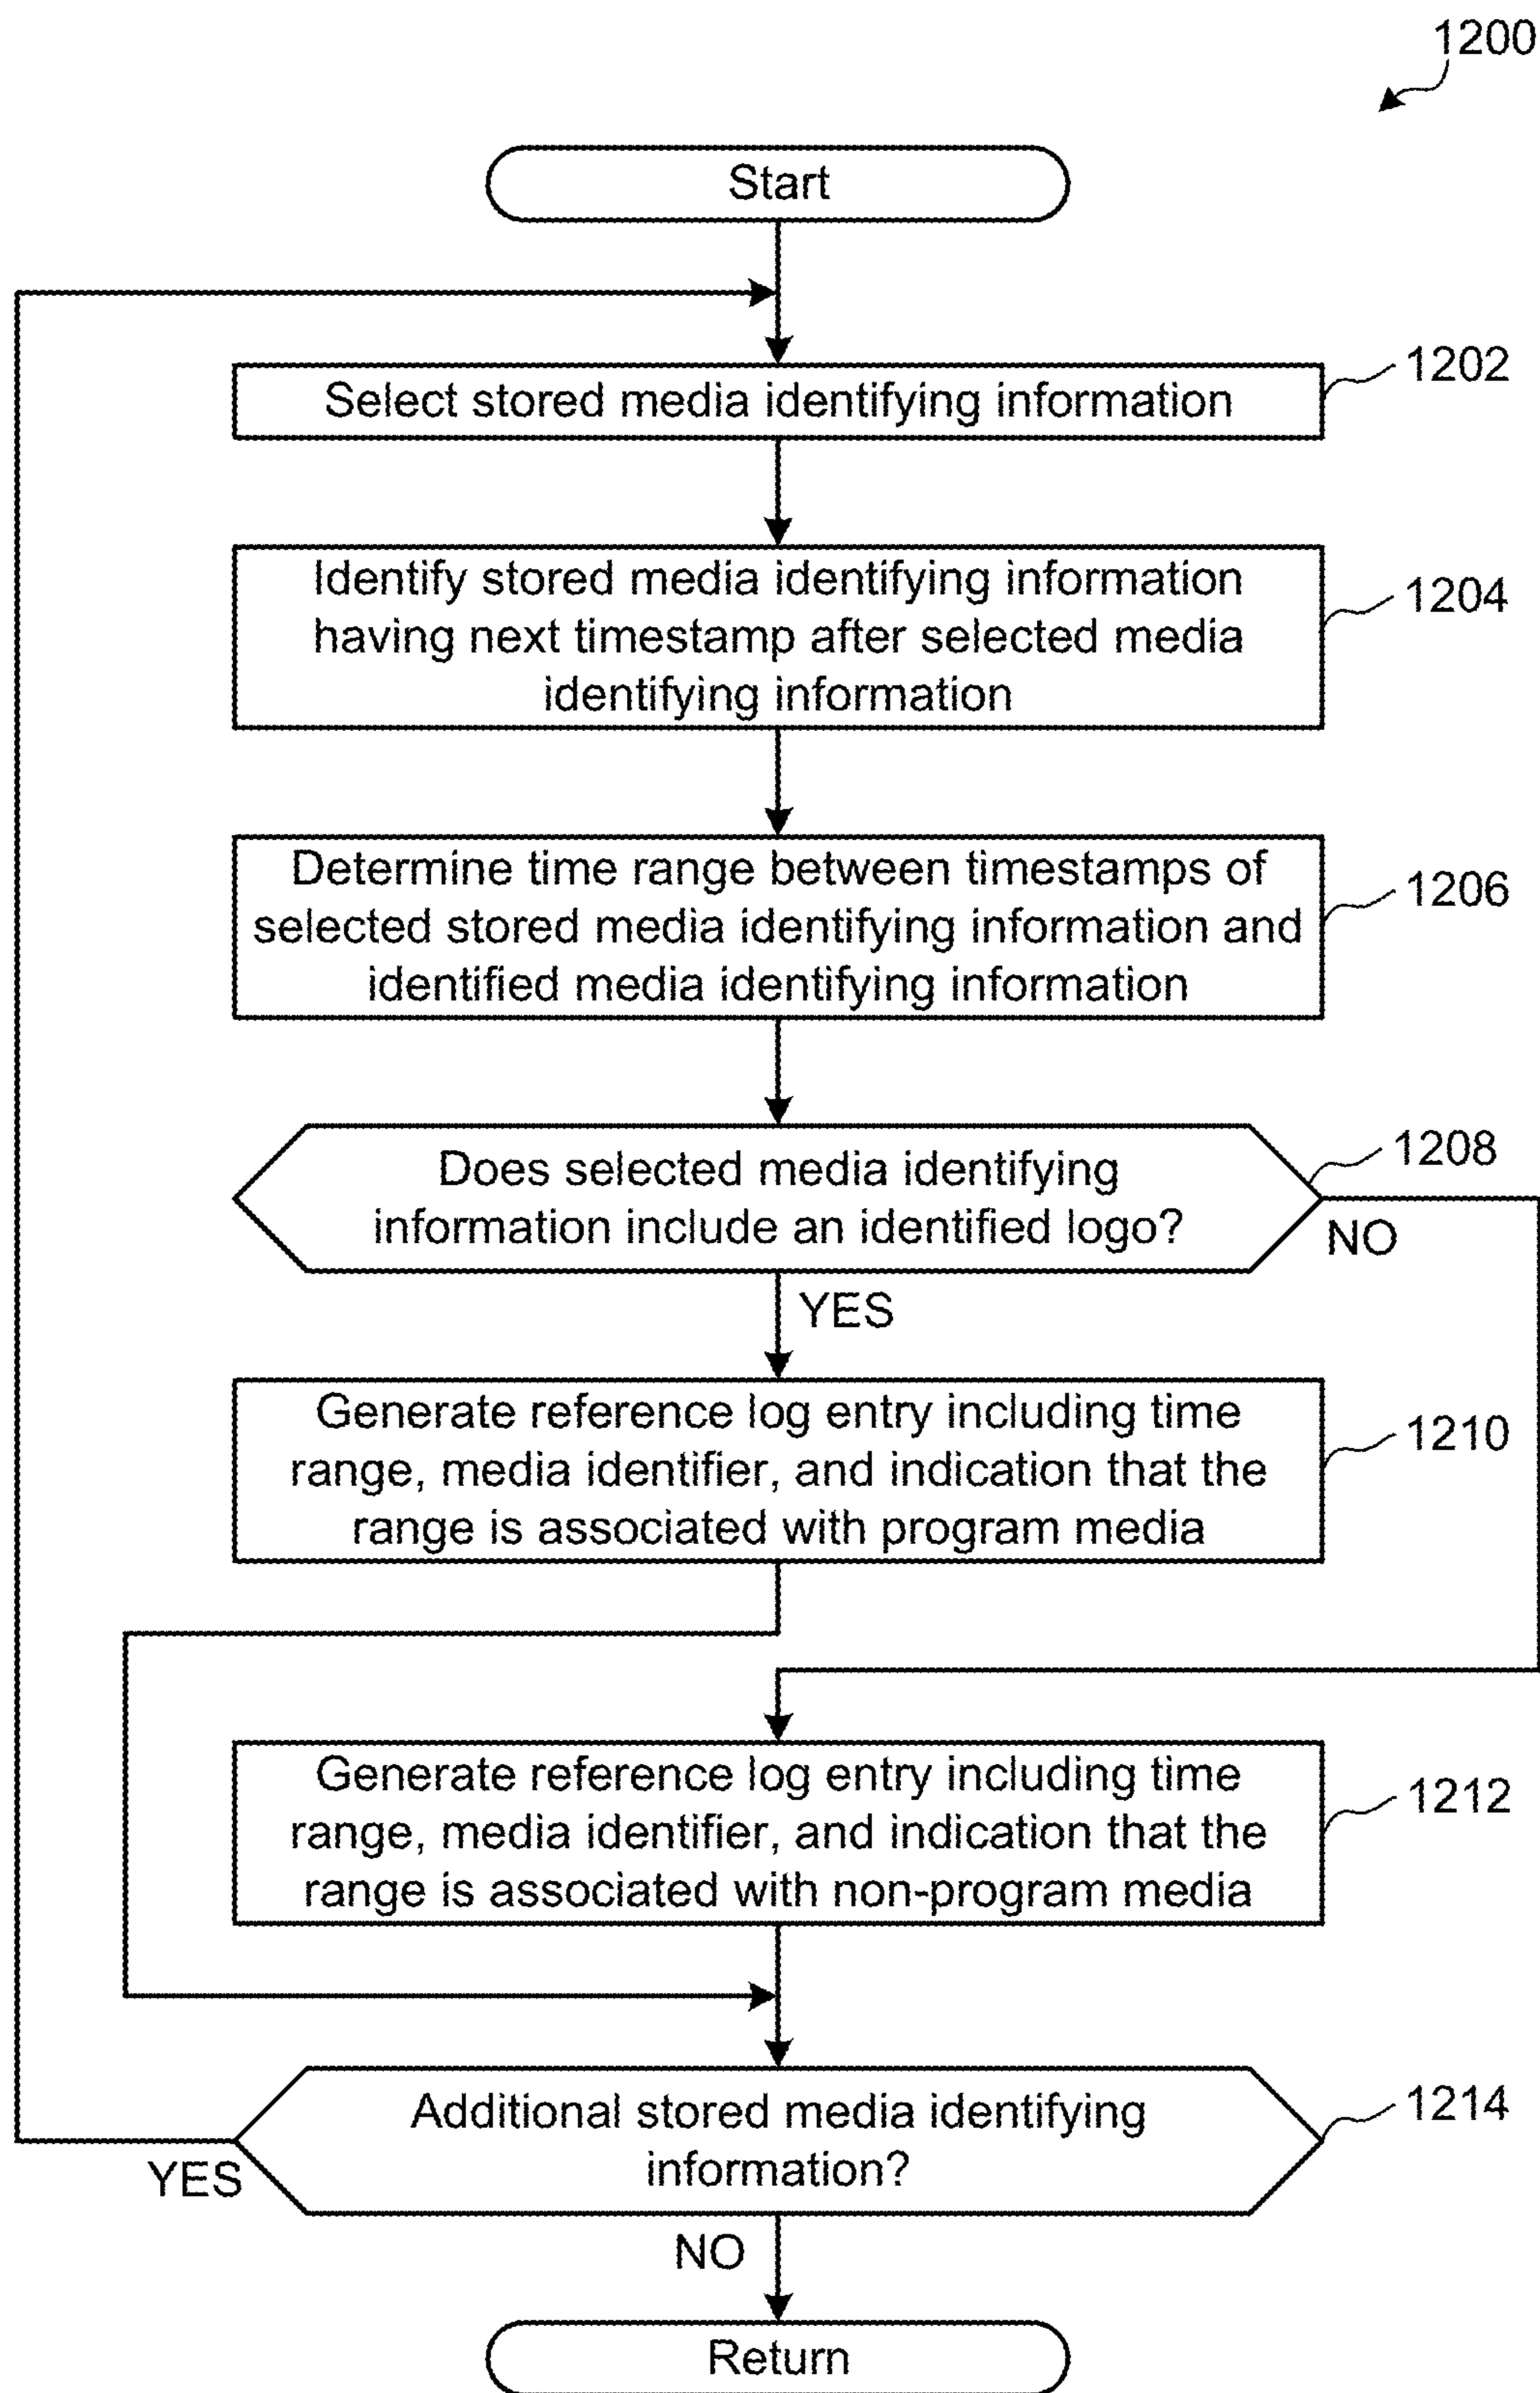 1200
Start
Select stored media identifying information
1202
Identify stored media identifying information
having next timestamp after selected media
identifying information
1204
Determine time range between timestamps of
selected stored media identifying information and
identified media identifying information
1206
Does selected media identifying
information include an identified logo?
1208
NO
YES
Generate reference log entry including time
range, media identifier, and indication that the
range is associated with program media
1210
Generate reference log entry including time
range, media identifier, and indication that the
range is associated with non-program media
1212
Additional stored media identifying
information?
1214
YES
NO
Return